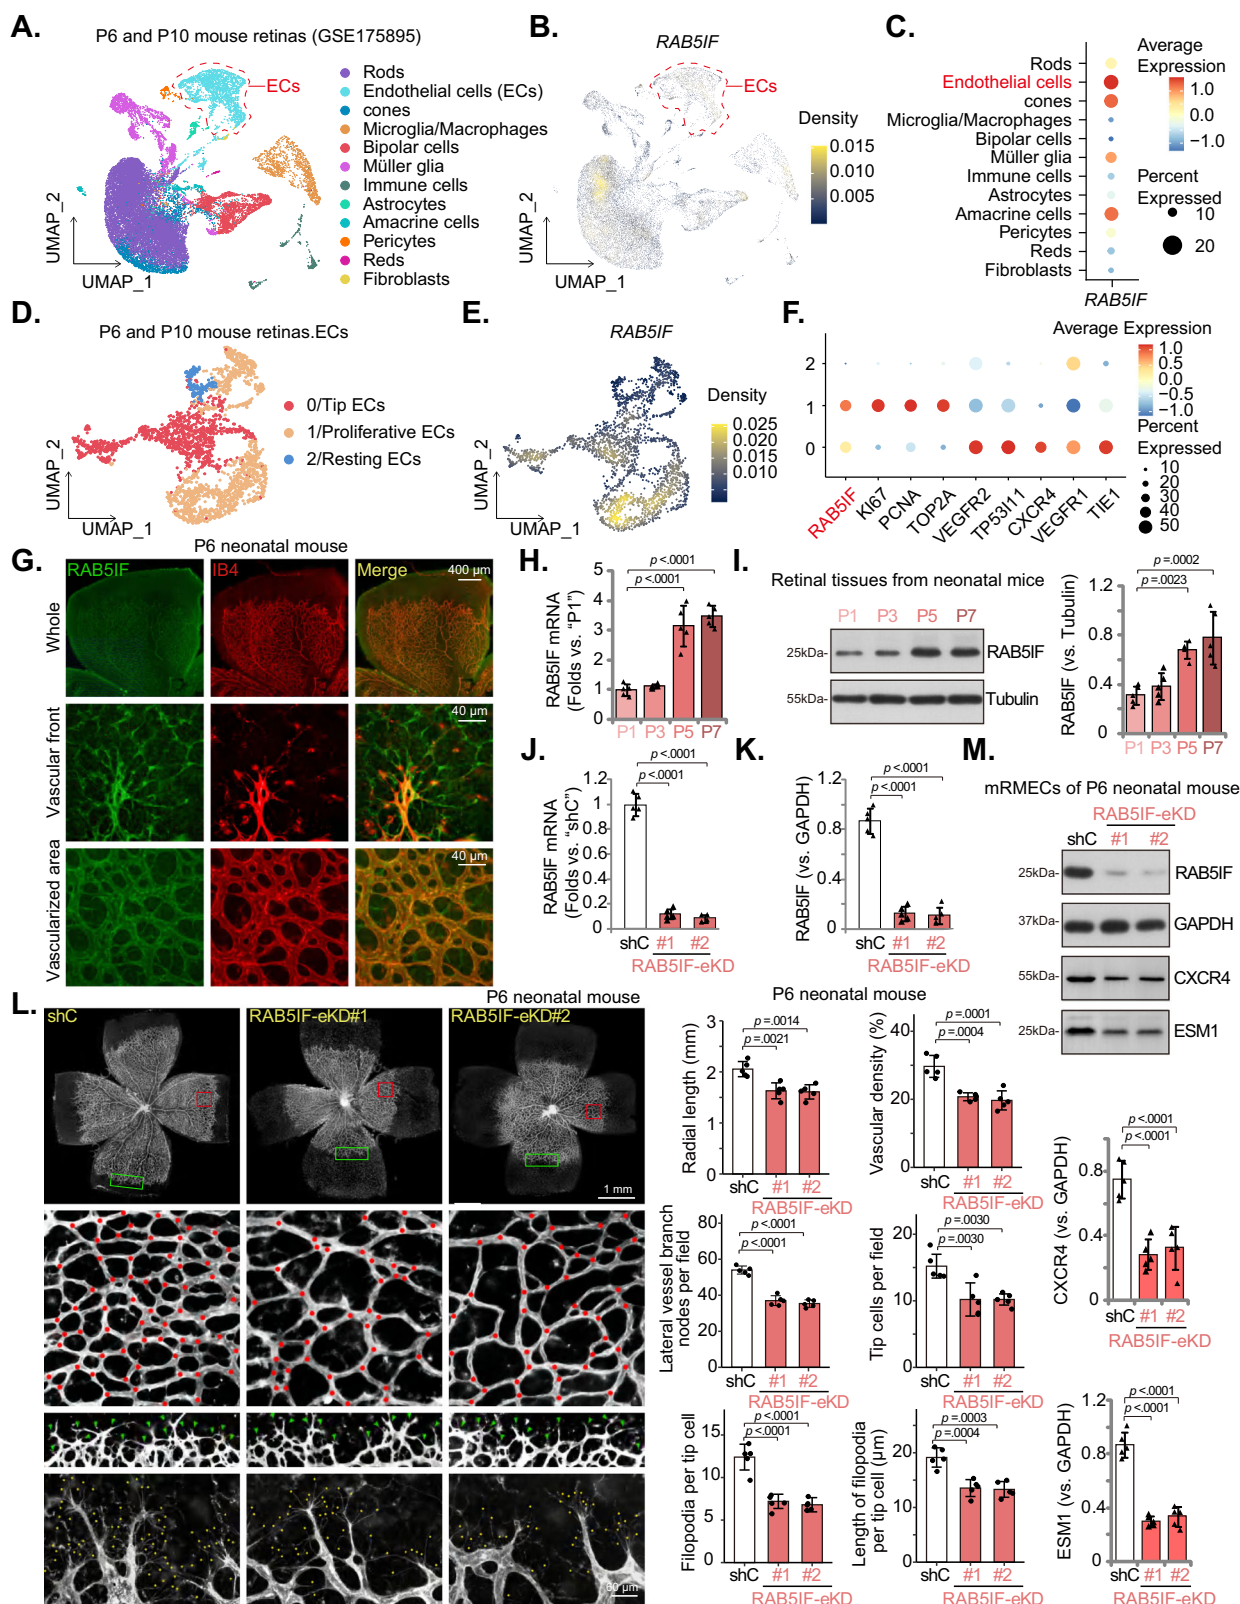 A.
P6 and P10 mouse retinas (GSE175895)
ECs
UMAP_2
UMAP_1
Rods
Endothelial cells (ECs)
cones
Microglia/Macrophages
Bipolar cells
Müller glia
Immune cells
Astrocytes
Amacrine cells
Pericytes
Reds
Fibroblasts
B.
RAB5IF
ECs
Density
0.015
0.010
0.005
UMAP_2
UMAP_1
C.
Rods
Endothelial cells
cones
Microglia/Macrophages
Bipolar cells
Müller glia
Immune cells
Astrocytes
Amacrine cells
Pericytes
Reds
Fibroblasts
RAB5IF
Average
Expression
1.0
0.0
−1.0
Percent
Expressed
10
20
D.
P6 and P10 mouse retinas.ECs
0/Tip ECs
1/Proliferative ECs
2/Resting ECs
UMAP_2
UMAP_1
E.
RAB5IF
Density
0.025
0.020
0.015
0.010
UMAP_2
UMAP_1
F.
2
1
0
RAB5IF
KI67
PCNA
TOP2A
VEGFR2
TP53I11
CXCR4
VEGFR1
TIE1
Average Expression
1.0
0.5
0.0
−0.5
−1.0
Percent
Expressed
10
20
30
40
50
G.
P6 neonatal mouse
RAB5IF
IB4
Merge
400 µm
Whole
Vascular front
40 µm
Vascularized area
40 µm
H.
p <.0001
p <.0001
RAB5IF mRNA
(Folds vs. “P1”)
5
4
3
2
1
0
P1 P3 P5 P7
I.
Retinal tissues from neonatal mice
P1 P3 P5 P7
25kDa-
RAB5IF
55kDa-
Tubulin
p =.0002
p =.0023
RAB5IF (vs. Tubulin)
1.2
0.8
0.4
0
P1 P3 P5 P7
J.
p <.0001
p <.0001
RAB5IF mRNA
(Folds vs. “shC”)
1.2
1
0.8
0.6
0.4
0.2
0
shC #1 #2
RAB5IF-eKD
K.
p <.0001
p <.0001
RAB5IF (vs. GAPDH)
1.2
0.8
0.4
0
shC #1 #2
RAB5IF-eKD
M.
mRMECs of P6 neonatal mouse
RAB5IF-eKD
shC #1 #2
25kDa-
RAB5IF
37kDa-
GAPDH
55kDa-
CXCR4
25kDa-
ESM1
L.
P6 neonatal mouse
shC
RAB5IF-eKD#1
RAB5IF-eKD#2
1 mm
60 µm
P6 neonatal mouse
p =.0014
p =.0021
Radial length (mm)
3
2
1
0
shC #1 #2
RAB5IF-eKD
p =.0001
p =.0004
Vascular density (%)
40
20
0
shC #1 #2
RAB5IF-eKD
p <.0001
p <.0001
Lateral vessel branch
nodes per field
80
60
40
20
0
shC #1 #2
RAB5IF-eKD
p =.0030
p =.0030
Tip cells per field
20
10
0
shC #1 #2
RAB5IF-eKD
p <.0001
p <.0001
Filopodia per tip cell
15
10
5
0
shC #1 #2
RAB5IF-eKD
p =.0003
p =.0004
Length of filopodia
per tip cell (µm)
20
10
0
shC #1 #2
RAB5IF-eKD
p <.0001
p <.0001
CXCR4 (vs. GAPDH)
0.8
0.4
0
shC #1 #2
RAB5IF-eKD
p <.0001
p <.0001
ESM1 (vs. GAPDH)
1.2
0.8
0.4
0
shC #1 #2
RAB5IF-eKD